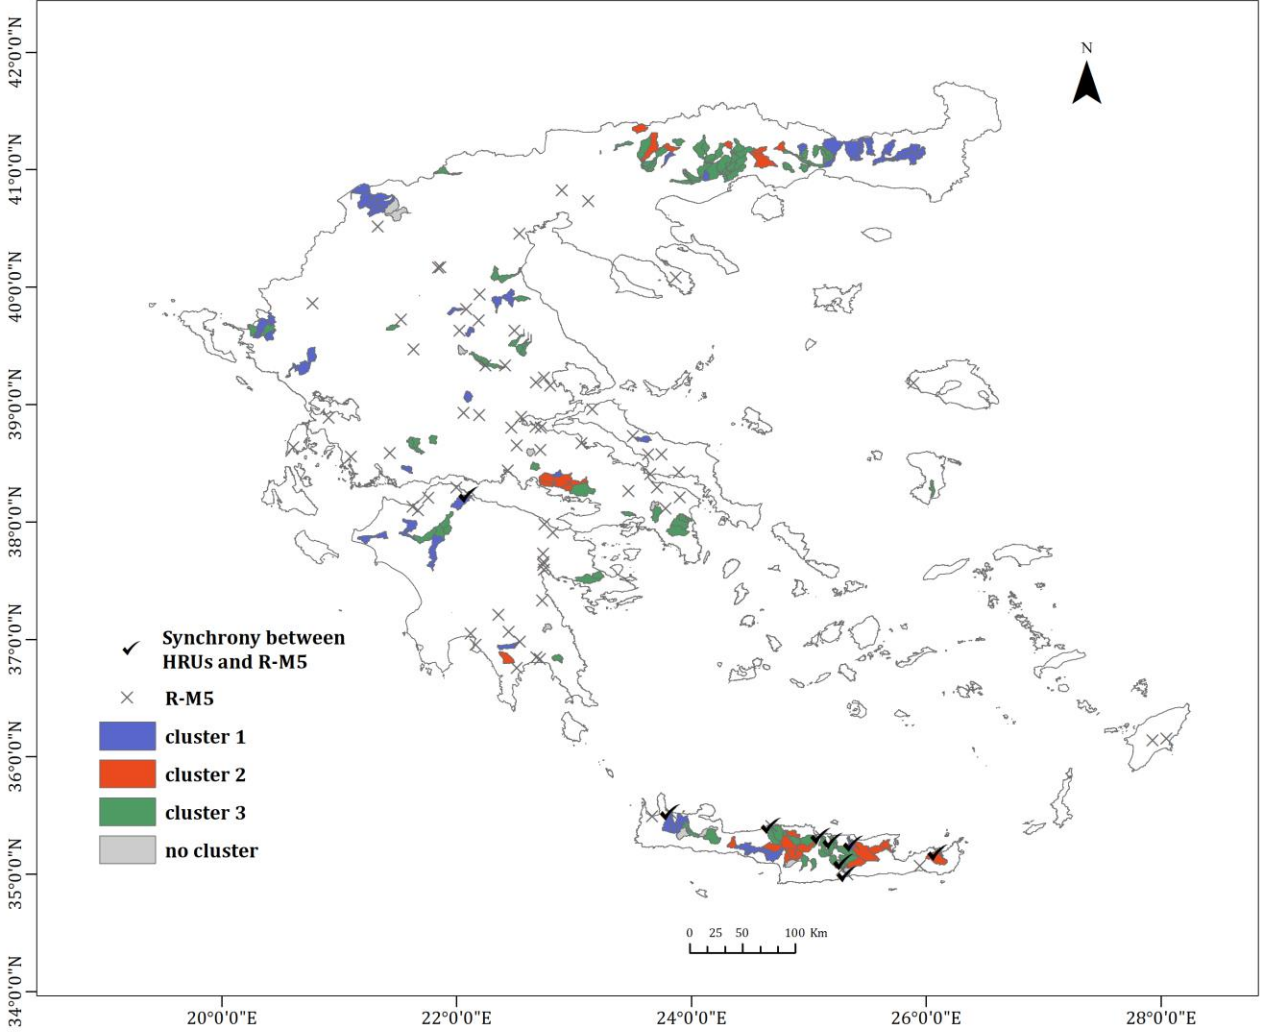 42°0'0"N
41°0'0"N
40°0'0"N
39°0'0"N
38°0'0"N
37°0'0"N
36°0'0"N
35°0'0"N
34°0'0"N
N
Synchrony between
HRUs and R-M5
R-M5
cluster 1
cluster 2
cluster 3
no cluster
0 25 50 100 Km
20°0'0"E 22°0'0"E 24°0'0"E 26°0'0"E 28°0'0"E